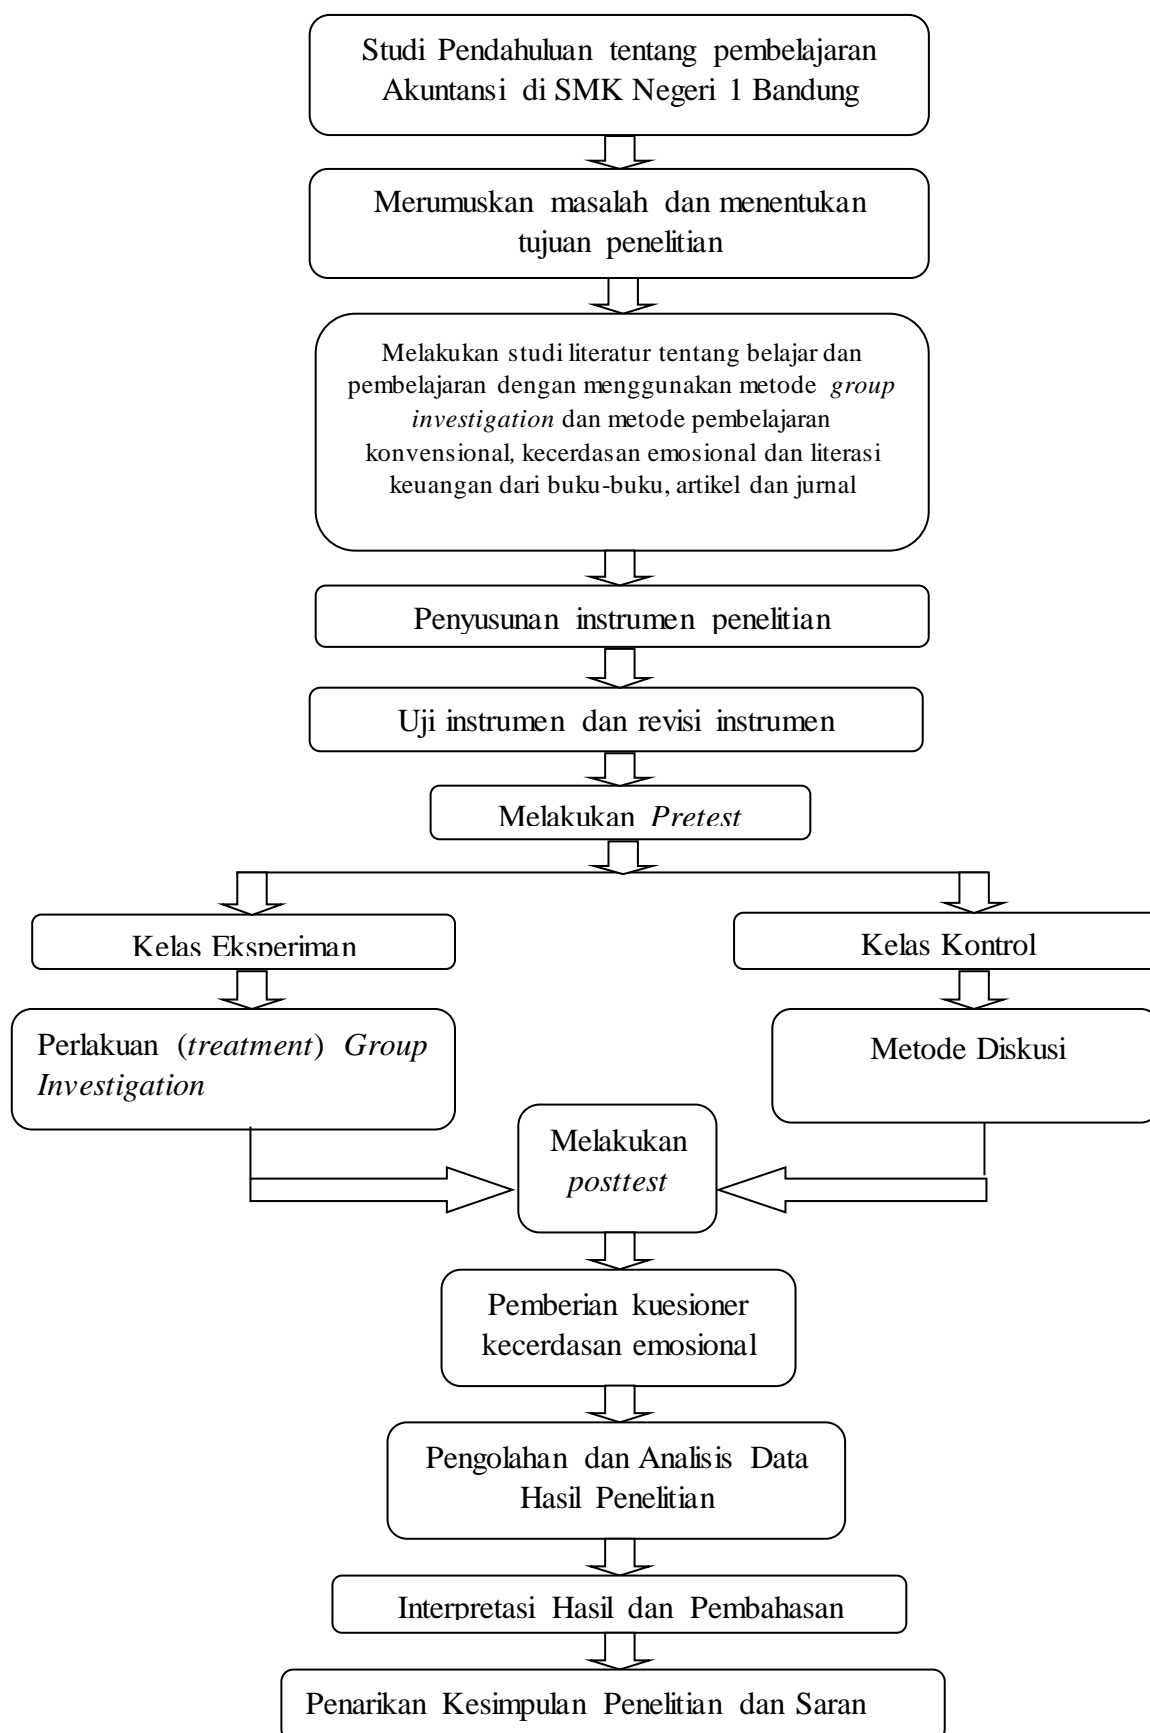 Studi Pendahuluan tentang pembelajaran
Akuntansi di SMK Negeri 1 Bandung
Merumuskan masalah dan menentukan
tujuan penelitian
Melakukan studi literatur tentang belajar dan
pembelajaran dengan menggunakan metode group
investigation dan metode pembelajaran
konvensional, kecerdasan emosional dan literasi
keuangan dari buku-buku, artikel dan jurnal
Penyusunan instrumen penelitian
Uji instrumen dan revisi instrumen
Melakukan Pretest
Kelas Eksperiman
Kelas Kontrol
Perlakuan (treatment) Group
Investigation
Metode Diskusi
Melakukan
posttest
Pemberian kuesioner
kecerdasan emosional
Pengolahan dan Analisis Data
Hasil Penelitian
Interpretasi Hasil dan Pembahasan
Penarikan Kesimpulan Penelitian dan Saran